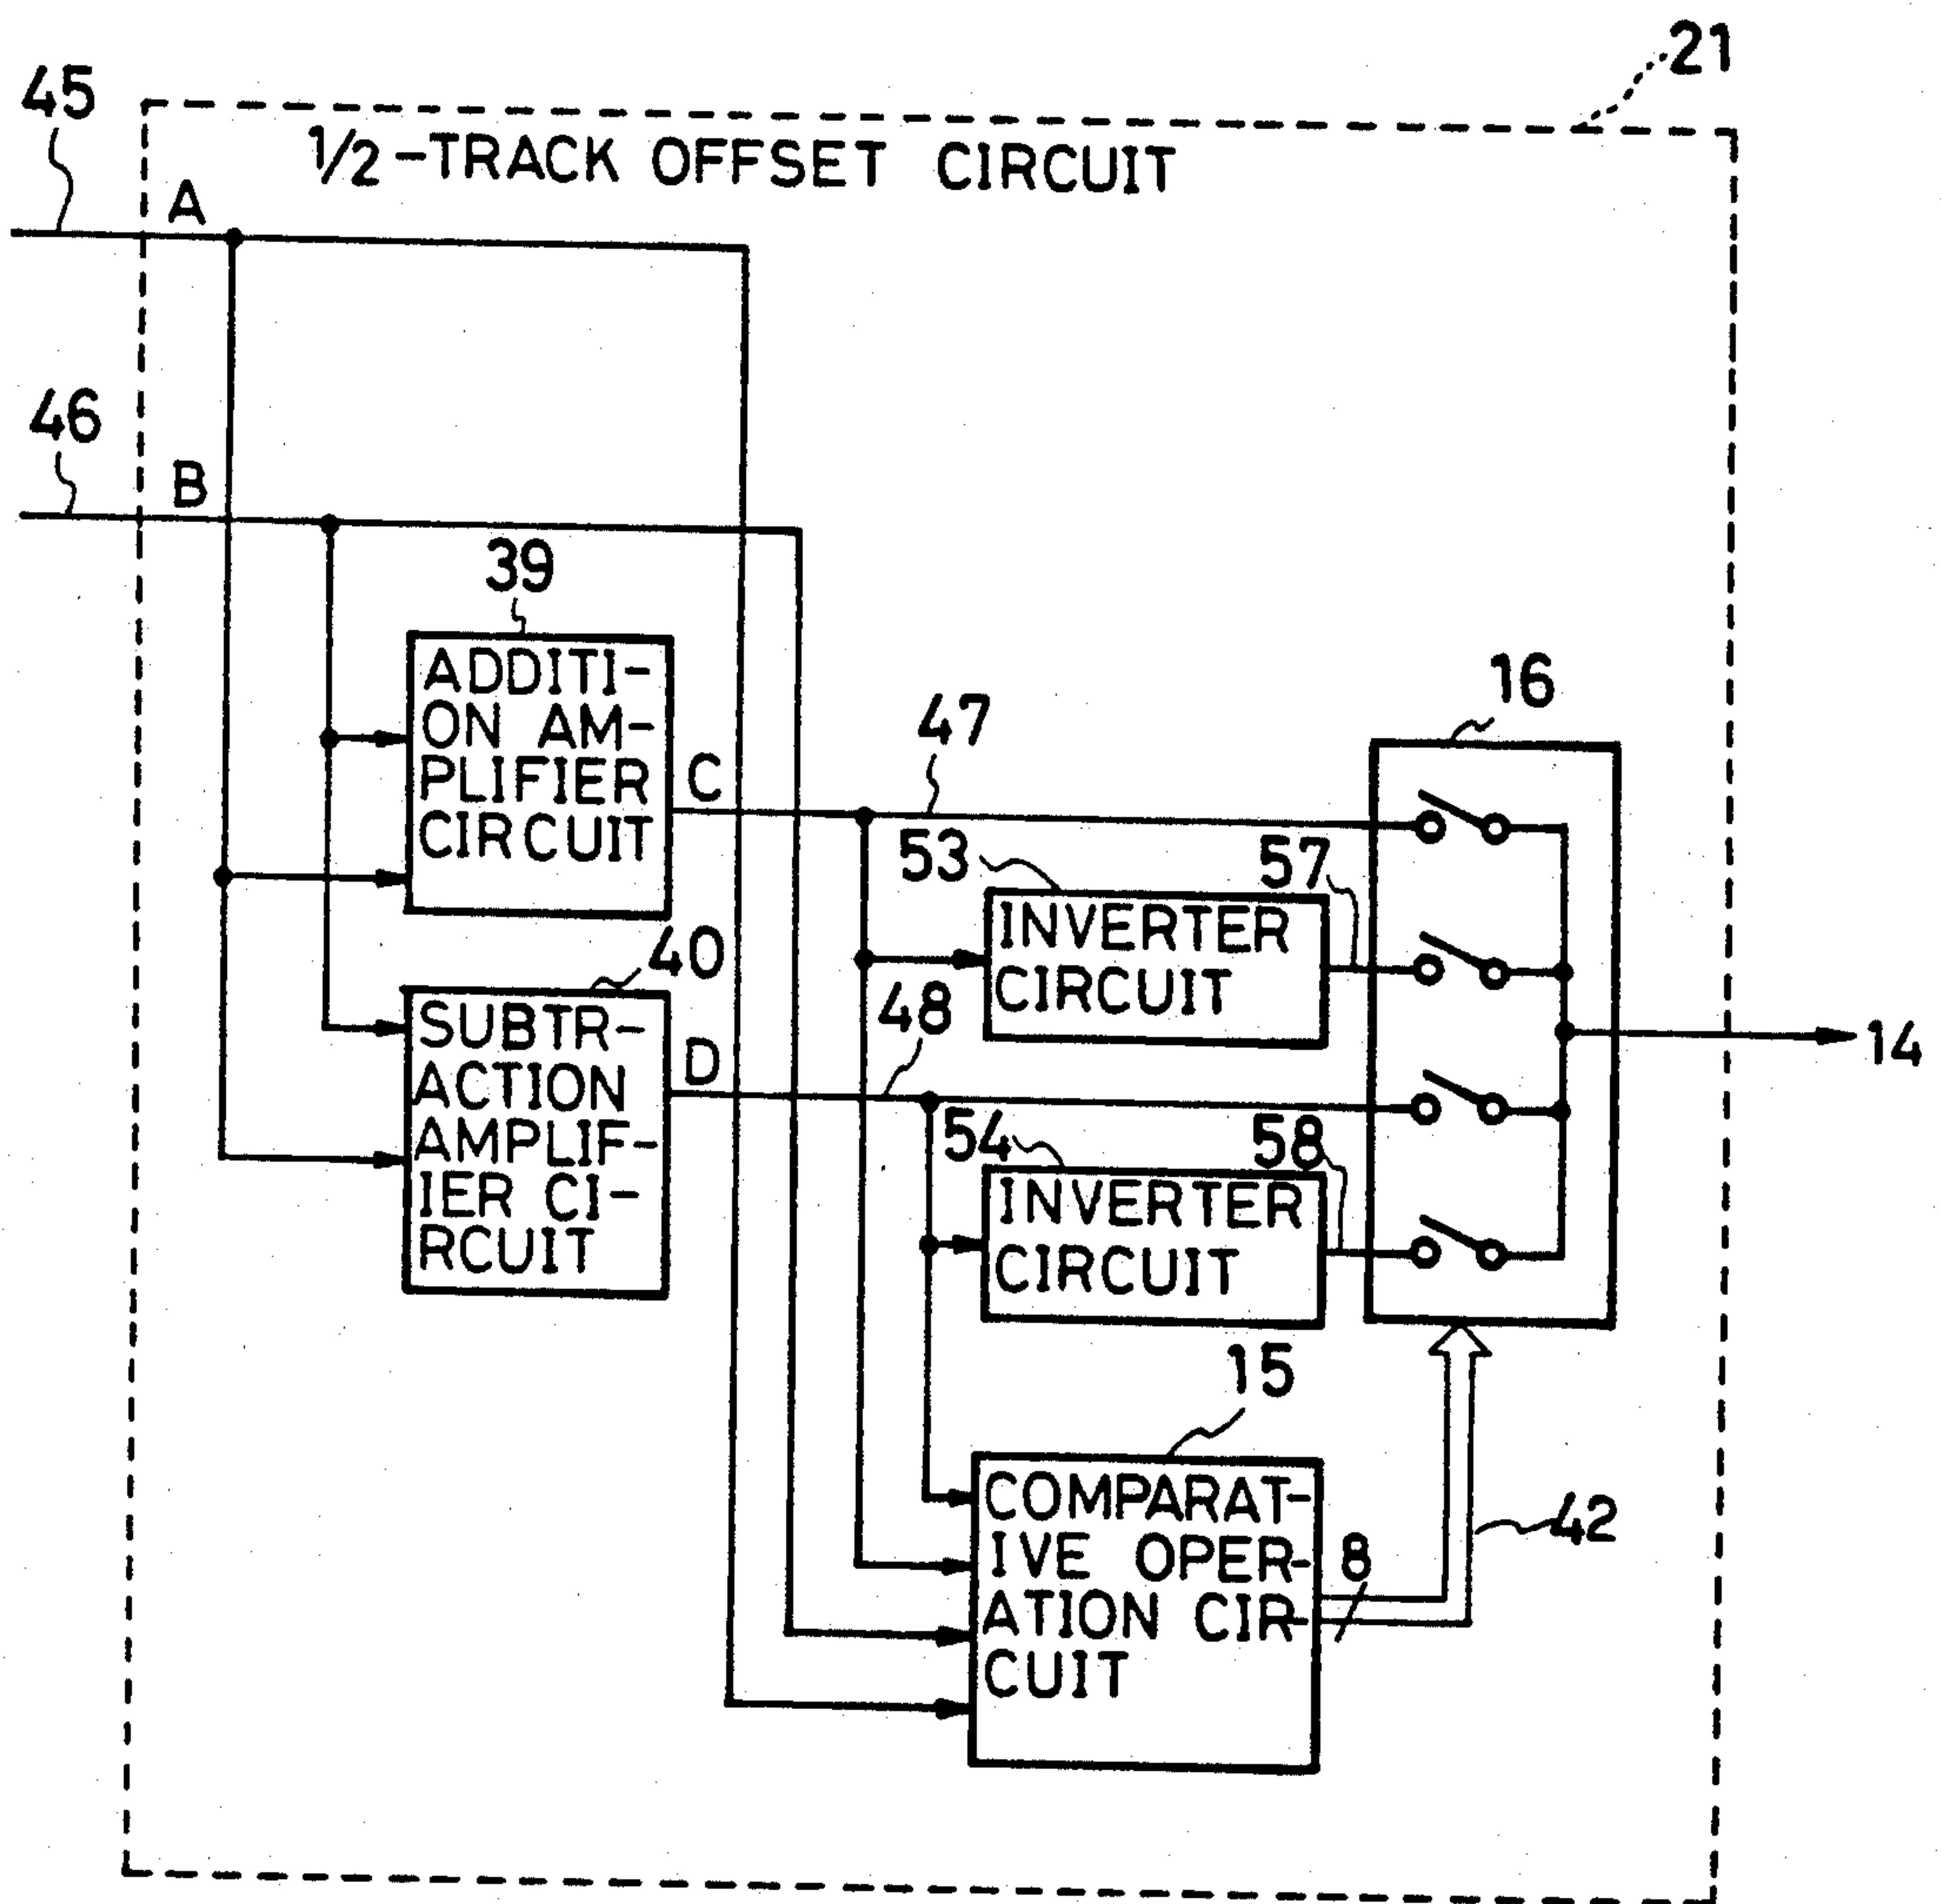 21
45
1/2-TRACK OFFSET CIRCUIT
A
46
B
39
ADDITI-
ON AM-
PLIFIER
CIRCUIT
C
47
16
53
57
INVERTER
CIRCUIT
40
SUBTR-
ACTION
AMPLIF-
IER CI-
RCUIT
D
48
14
54
58
INVERTER
CIRCUIT
15
COMPARAT-
IVE OPER-
ATION CIR-
CUIT
8
42